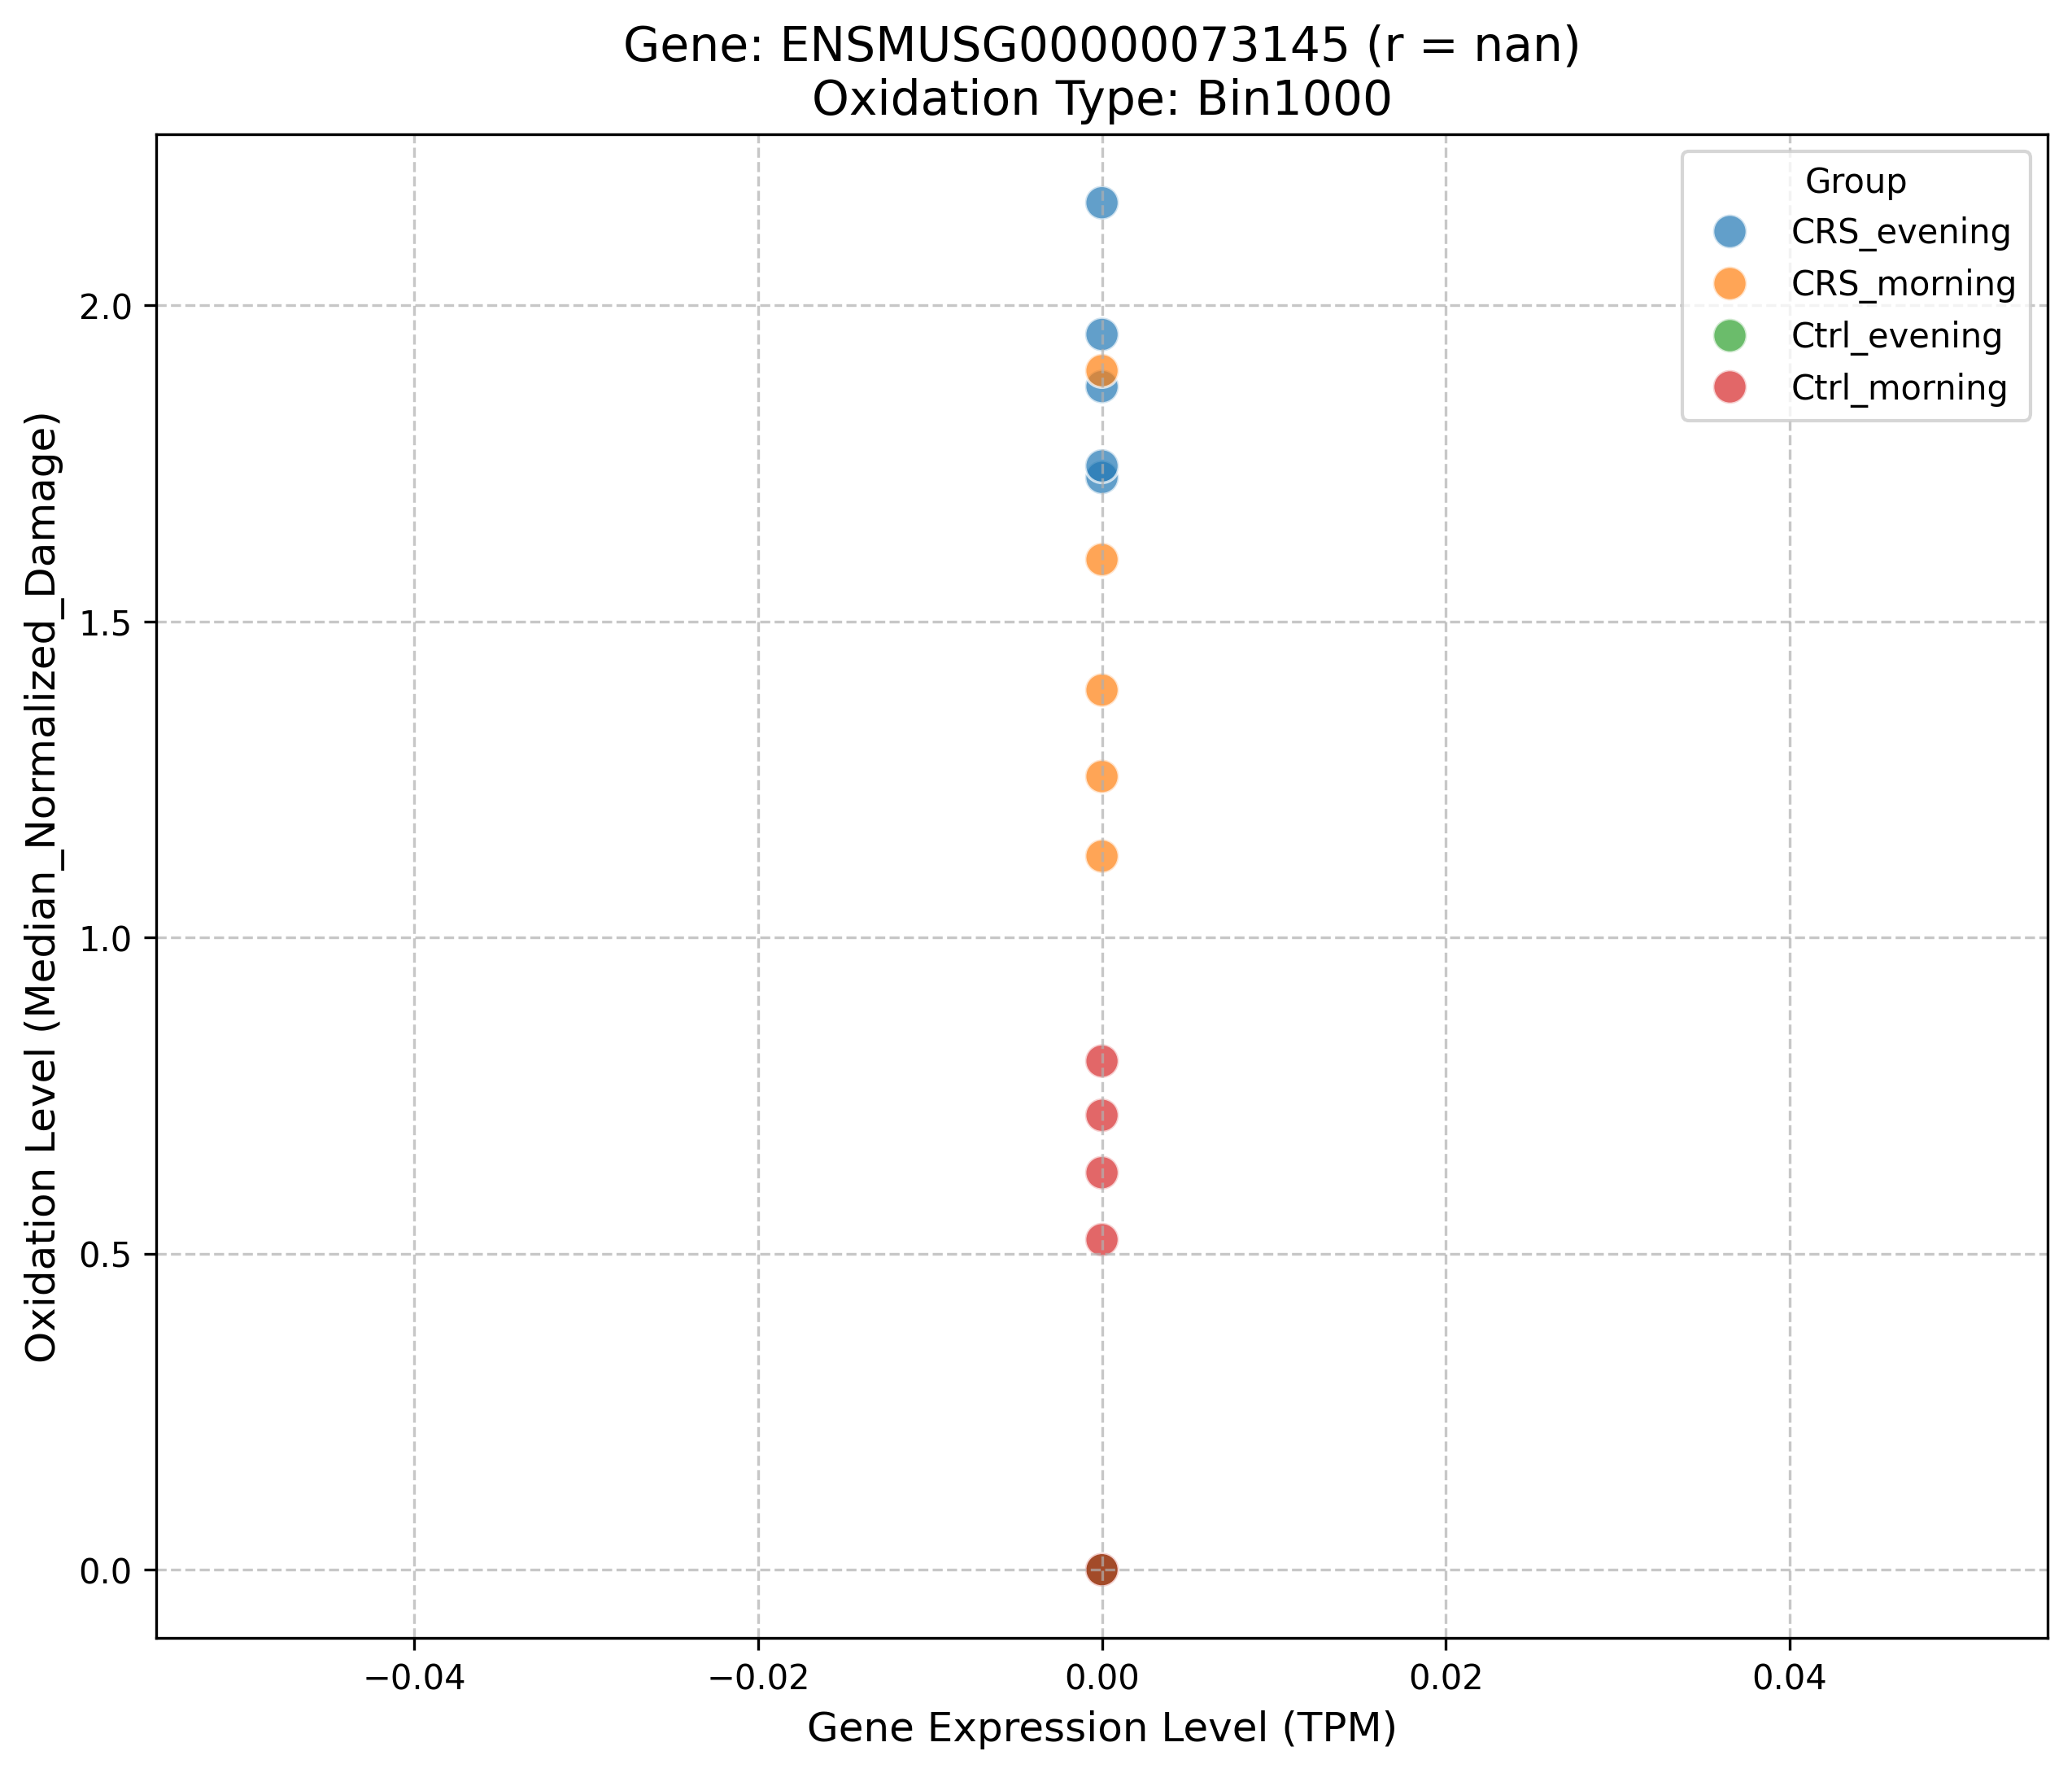 Gene: ENSMUSG00000073145 (r = nan)
Oxidation Type: Bin1000
Group
CRS_evening
CRS_morning
Ctrl_evening
Ctrl_morning
Oxidation Level (Median_Normalized_Damage)
2.0
1.5
1.0
0.5
0.0
−0.04
−0.02
0.00
0.02
0.04
Gene Expression Level (TPM)